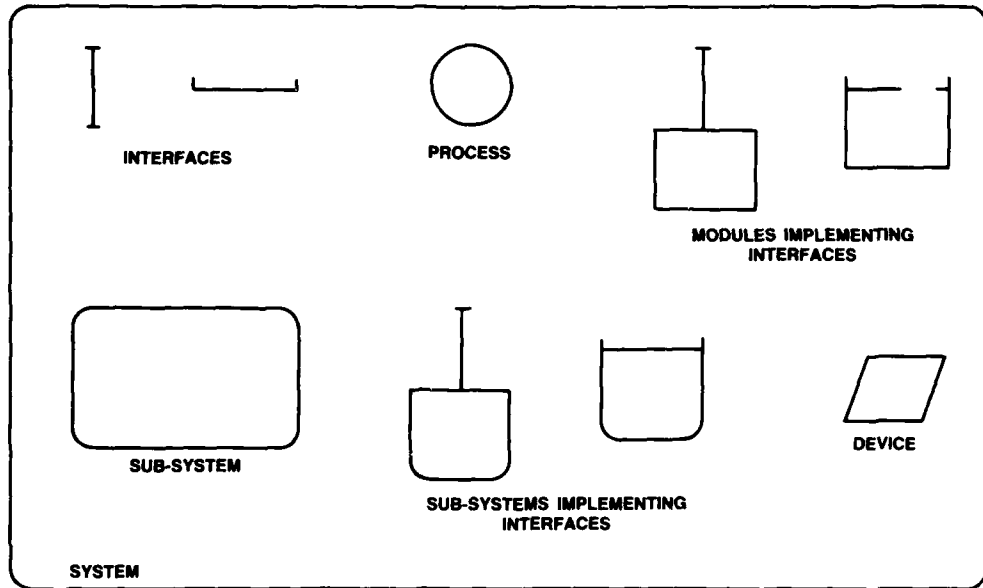 INTERFACES
PROCESS
MODULES IMPLEMENTING
INTERFACES
SUB-SYSTEM
SUB-SYSTEMS IMPLEMENTING
INTERFACES
DEVICE
SYSTEM